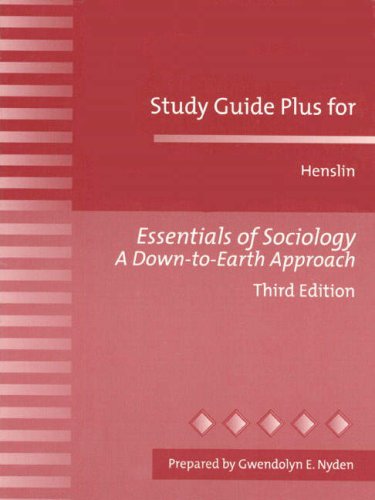 Study Guide Plus for
Henslin
Essentials of Sociology
A Down-to-Earth Approach
Third Edition
Prepared by Gwendolyn E. Nyden